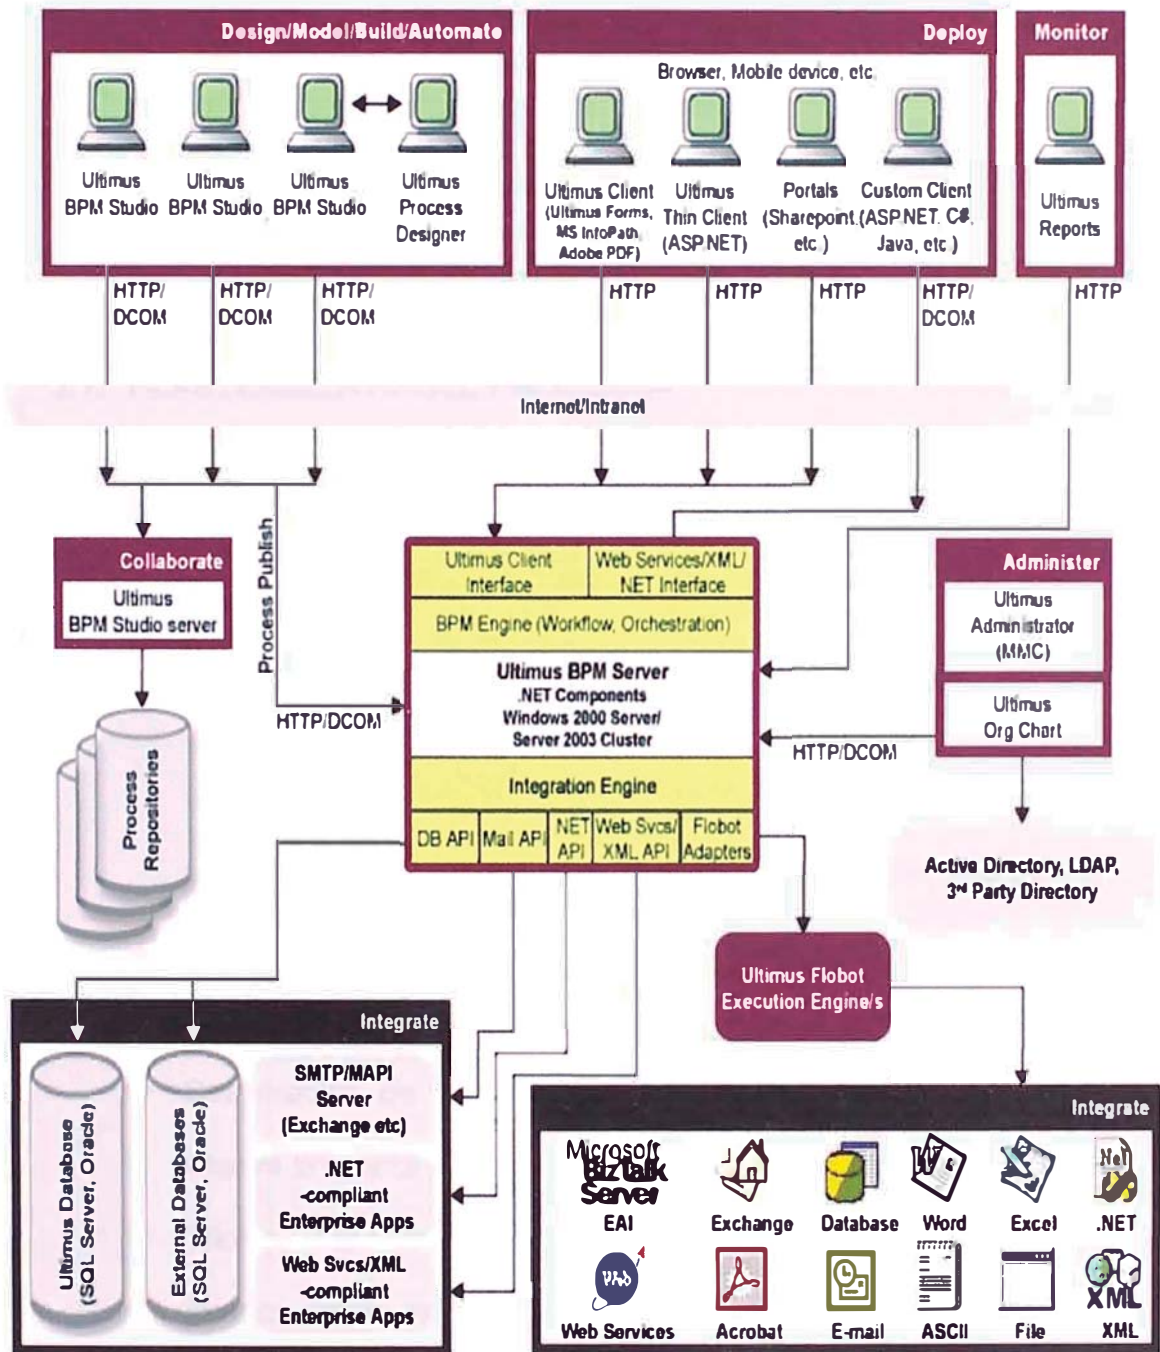 Design/Model/Build/Automate
Ultimus
BPM Studio
Ultimus
BPM Studio
Ultimus
BPM Studio
Ultimus
Process
Designer
Deploy
Browser, Mobile device, etc
Ultimus Client
(Ultimus Forms,
MS InfoPath
Adobe PDF)
Ultimus
Thin Client
(ASP.NET)
Portals
(Sharepoint,
etc.)
Custom Client
(ASP.NET, C#,
Java, etc.)
Monitor
Ultimus
Reports
HTTP/
DCOM
HTTP/
DCOM
HTTP/
DCOM
HTTP
HTTP
HTTP
HTTP/
DCOM
HTTP
Internet/Intranet
Collaborate
Ultimus
BPM Studio server
Process Publish
HTTP/DCOM
Process
Repositories
Ultimus Client
Interface
Web Services/XML/
NET Interface
BPM Engine (Workflow, Orchestration)
Ultimus BPM Server
.NET Components
Windows 2000 Server/
Server 2003 Cluster
Integration Engine
DB API
Mail API
NET
API
Web Svcs/
XML API
Flobot
Adapters
Administer
Ultimus
Administrator
(MMC)
Ultimus
Org Chart
HTTP/DCOM
Active Directory, LDAP,
3rd Party Directory
Ultimus Flobot
Execution Engine/s
Integrate
Ultimus Database
(SQL Server, Oracle)
External Databases
(SQL Server, Oracle)
SMTP/MAPI
Server
(Exchange etc)
.NET
-compliant
Enterprise Apps
Web Svcs/XML
-compliant
Enterprise Apps
Integrate
Microsoft
BizTalk
Server
EAI
Exchange
Database
W
Word
Excel
Net
.NET
Web
Web Services
Acrobat
E-mail
ASCII
File
XML
XML